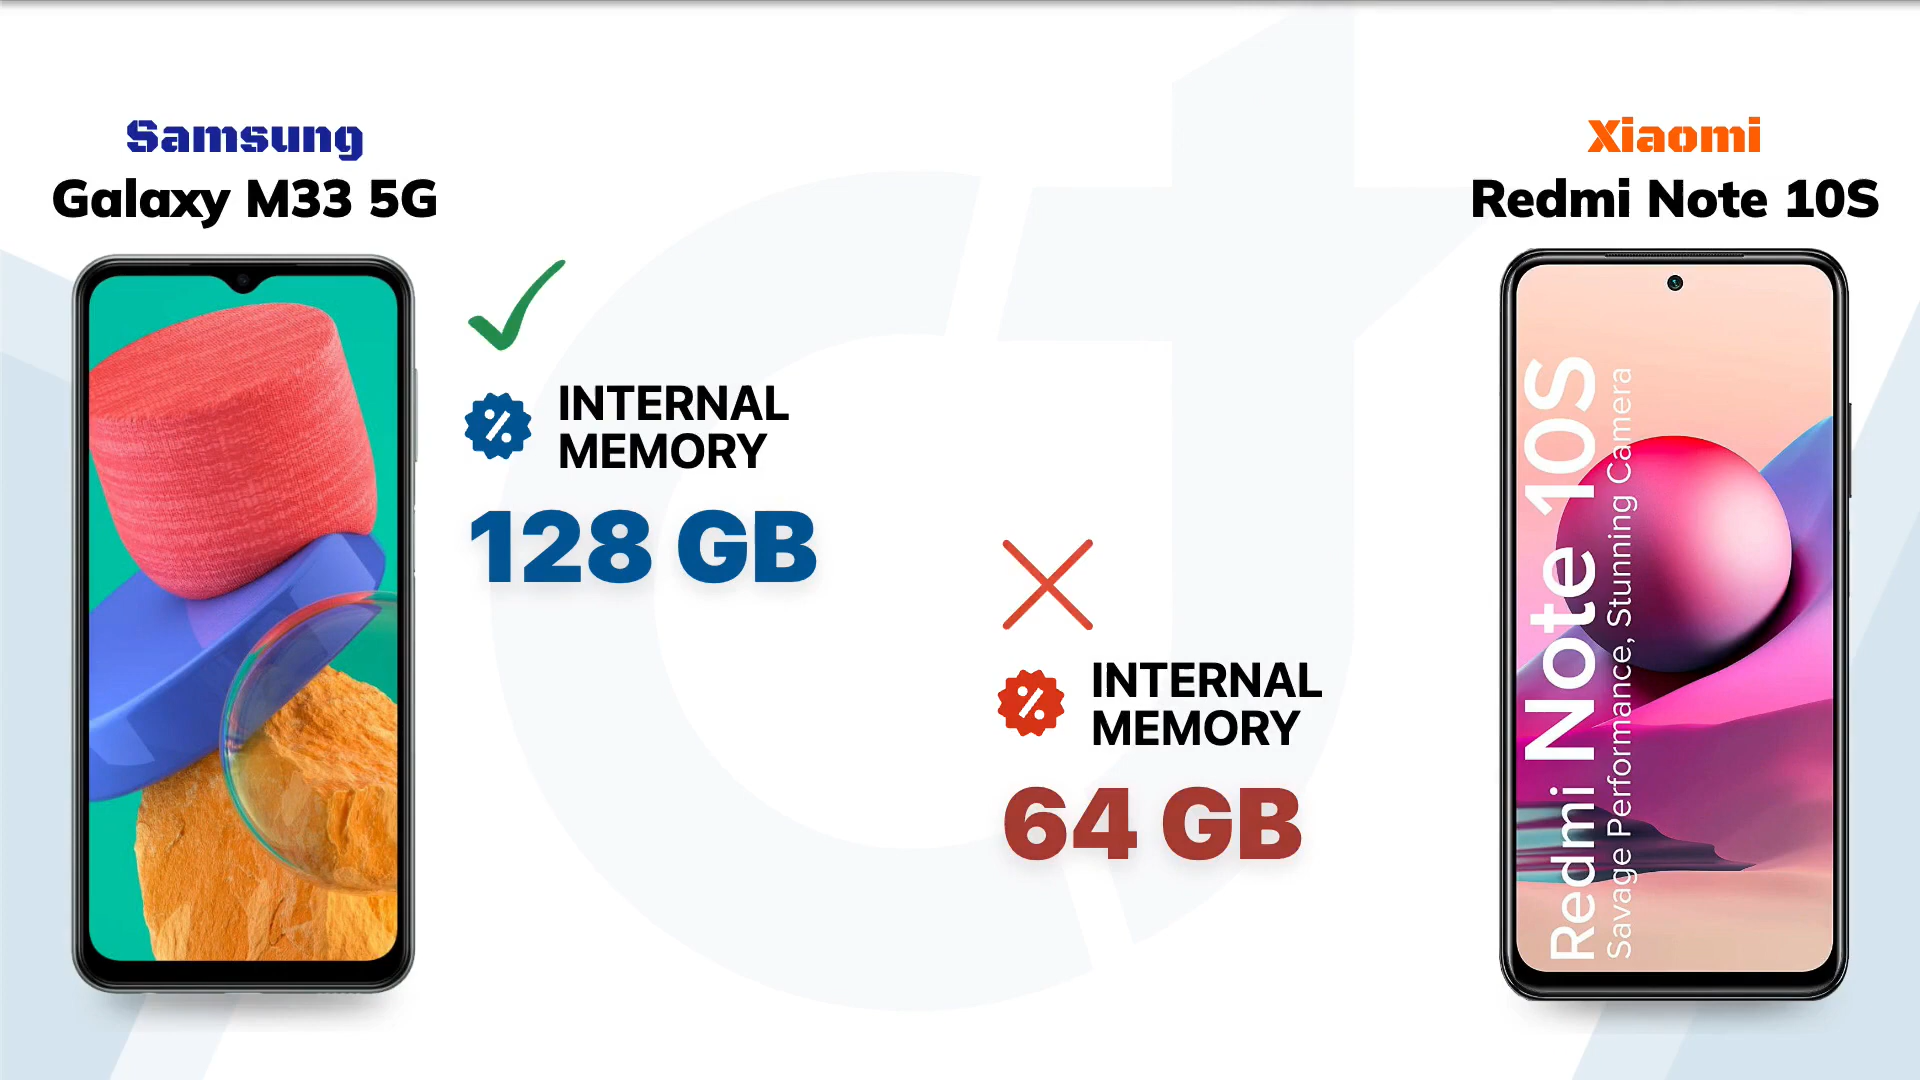 Samsung
Galaxy M33 5G
INTERNAL
MEMORY
128 GB
Xiaomi
Redmi Note 10S
INTERNAL
MEMORY
64 GB
Redmi Note 10S
Savage Performance, Stunning Camera